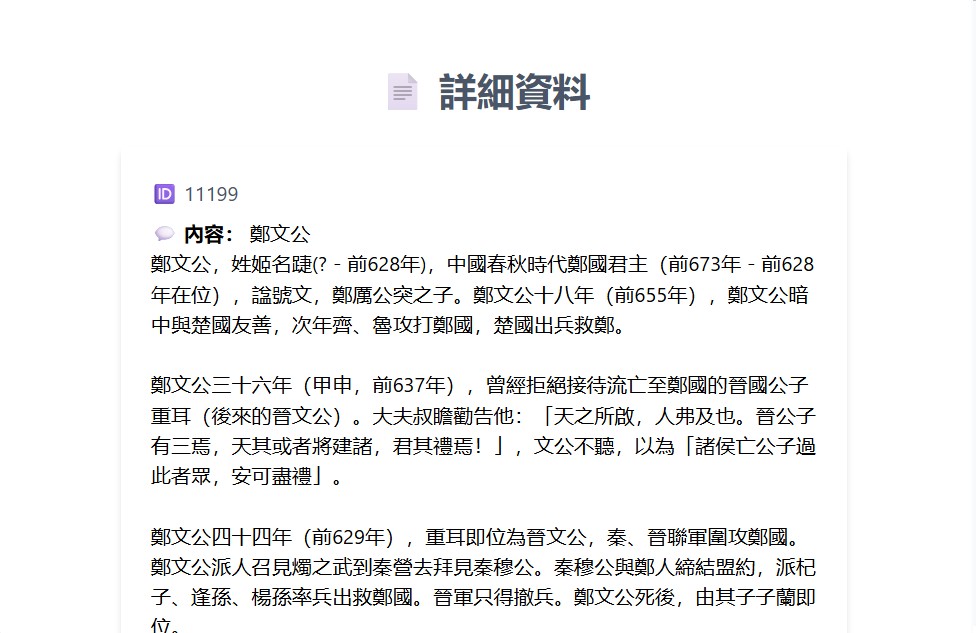 詳細資料
ID 11199
內容： 鄭文公
鄭文公，姓姬名踕(? - 前628年)，中國春秋時代鄭國君主（前673年 - 前628
年在位），諡號文，鄭厲公突之子。鄭文公十八年（前655年），鄭文公暗
中與楚國友善，次年齊、魯攻打鄭國，楚國出兵救鄭。
鄭文公三十六年（甲申，前637年），曾經拒絕接待流亡至鄭國的晉國公子
重耳（後來的晉文公）。大夫叔瞻勸告他：「天之所啟，人弗及也。晉公子
有三焉，天其或者將建諸，君其禮焉！」，文公不聽，以為「諸侯亡公子過
此者眾，安可盡禮」。
鄭文公四十四年（前629年），重耳即位為晉文公，秦、晉聯軍圍攻鄭國。
鄭文公派人召見燭之武到秦營去拜見秦穆公。秦穆公與鄭人締結盟約，派杞
子、逢孫、楊孫率兵出救鄭國。晉軍只得撤兵。鄭文公死後，由其子子蘭即
位。